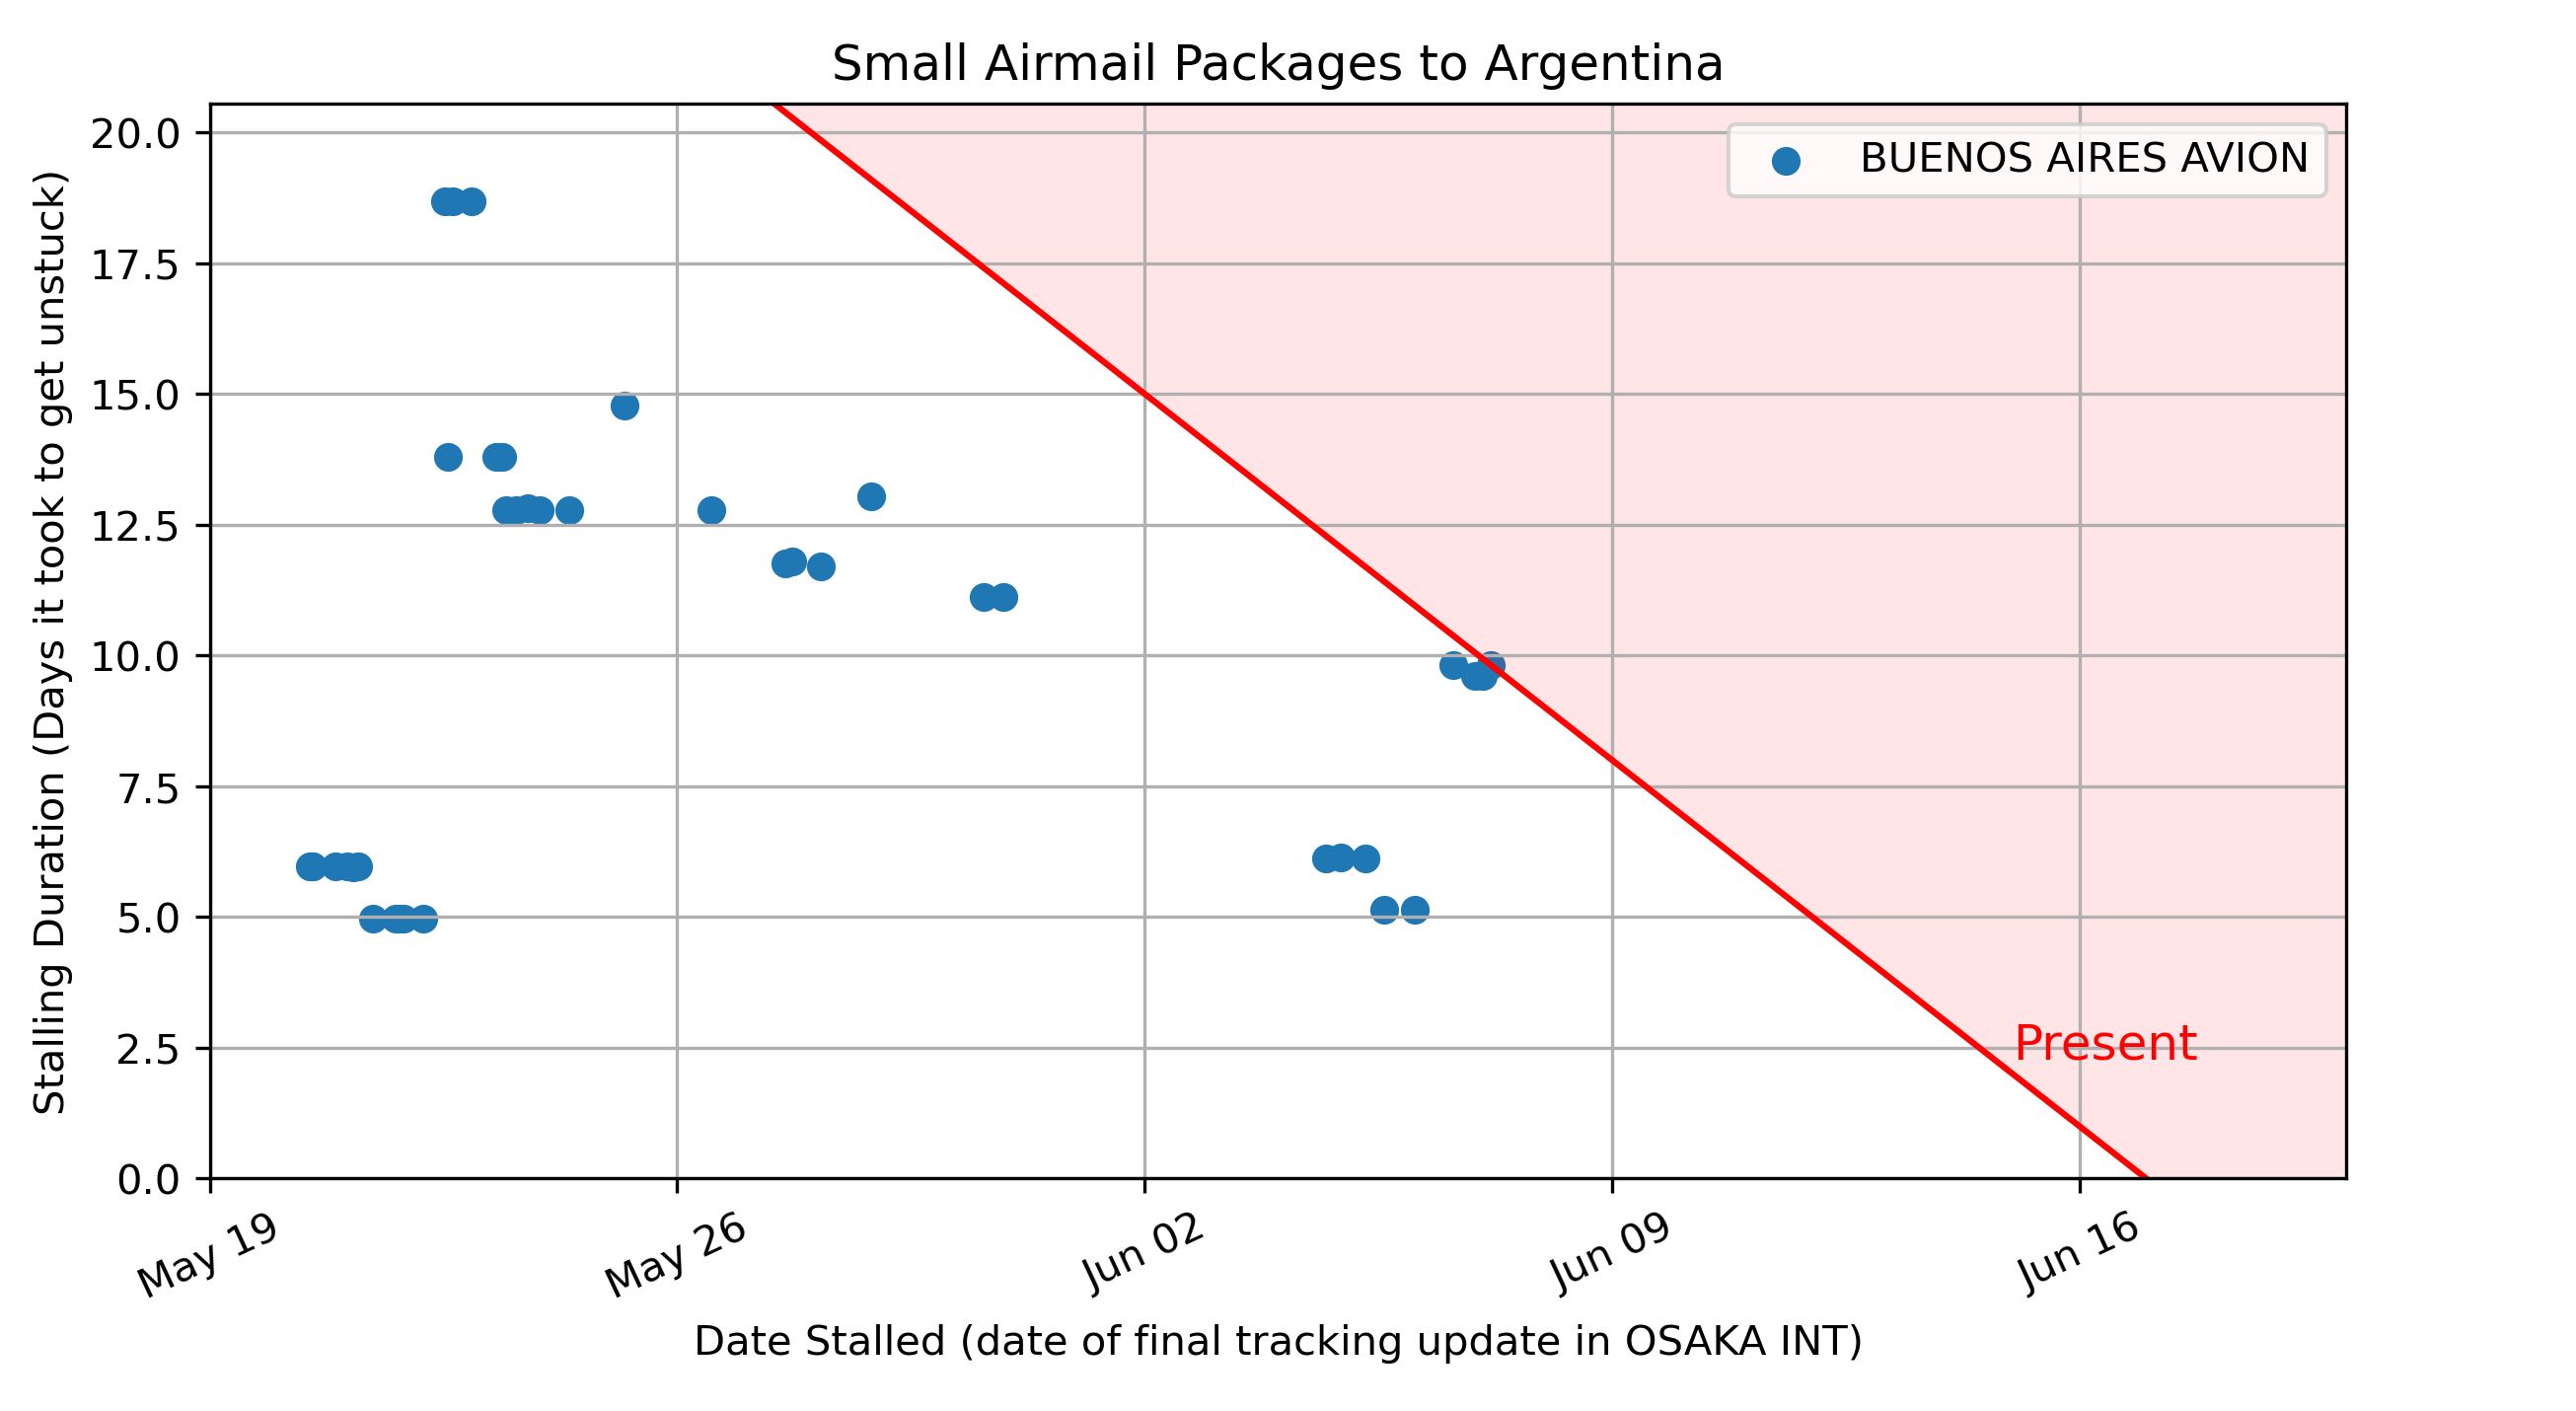 Small Airmail Packages to Argentina
BUENOS AIRES AVION
Stalling Duration (Days it took to get unstuck)
20.0
17.5
15.0
12.5
10.0
7.5
5.0
2.5
0.0
Present
May 19
May 26
Jun 02
Jun 09
Jun 16
Date Stalled (date of final tracking update in OSAKA INT)